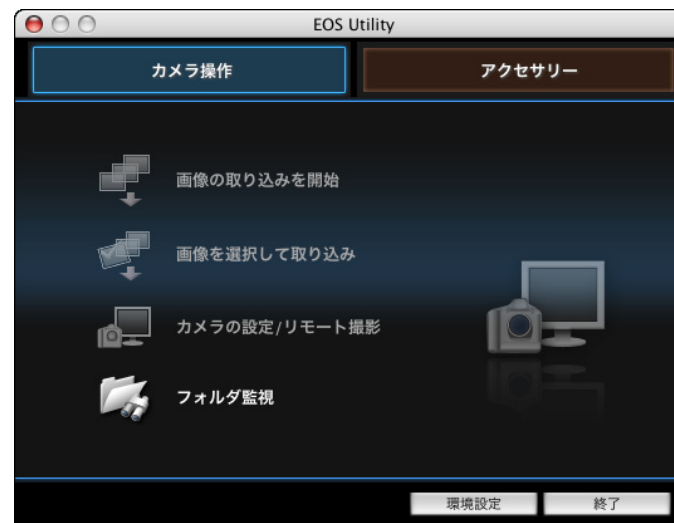 EOS Utility
カメラ操作
アクセサリー
画像の取り込みを開始
画像を選択して取り込み
カメラの設定/リモート撮影
フォルダ監視
環境設定
終了